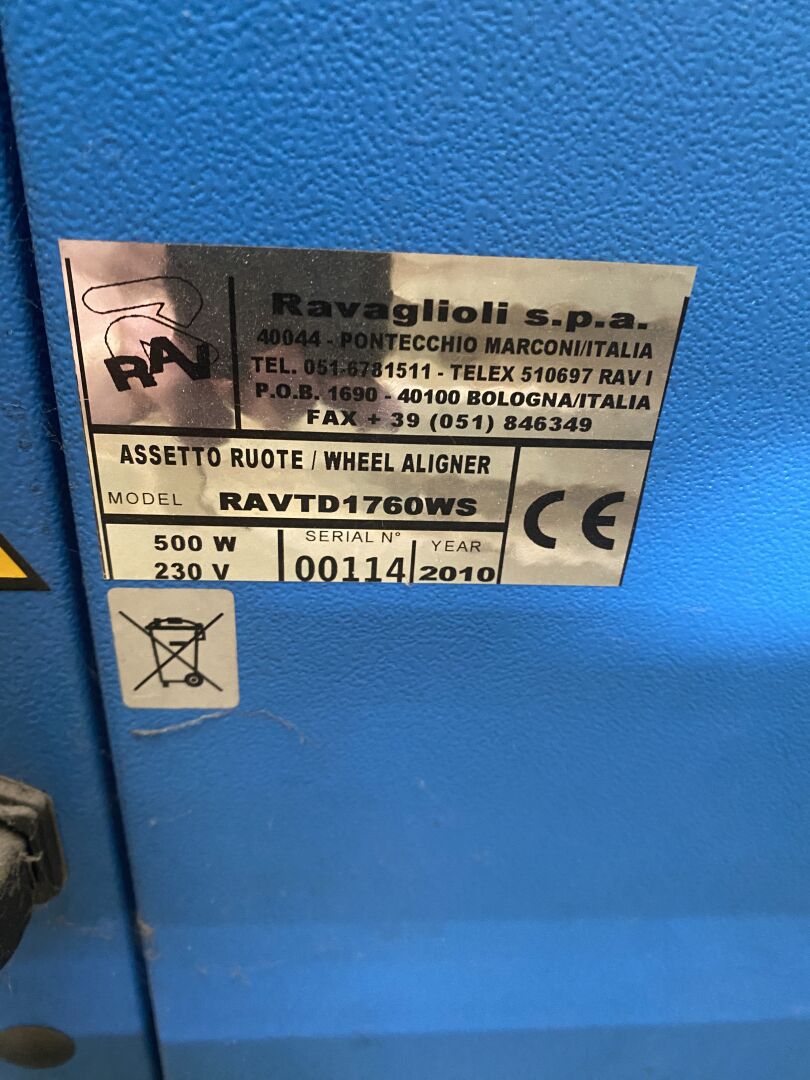 RAV
Ravaglioli s.p.a.
40044 - PONTECCHIO MARCONI/ITALIA
TEL. 051-6781511 - TELEX 510697 RAV I
P.O.B. 1690 - 40100 BOLOGNA/ITALIA
FAX + 39 (051) 846349
ASSETTO RUOTE / WHEEL ALIGNER
MODEL RAVTD1760WS
CE
500 W
230 V
SERIAL N°
00114
YEAR
2010